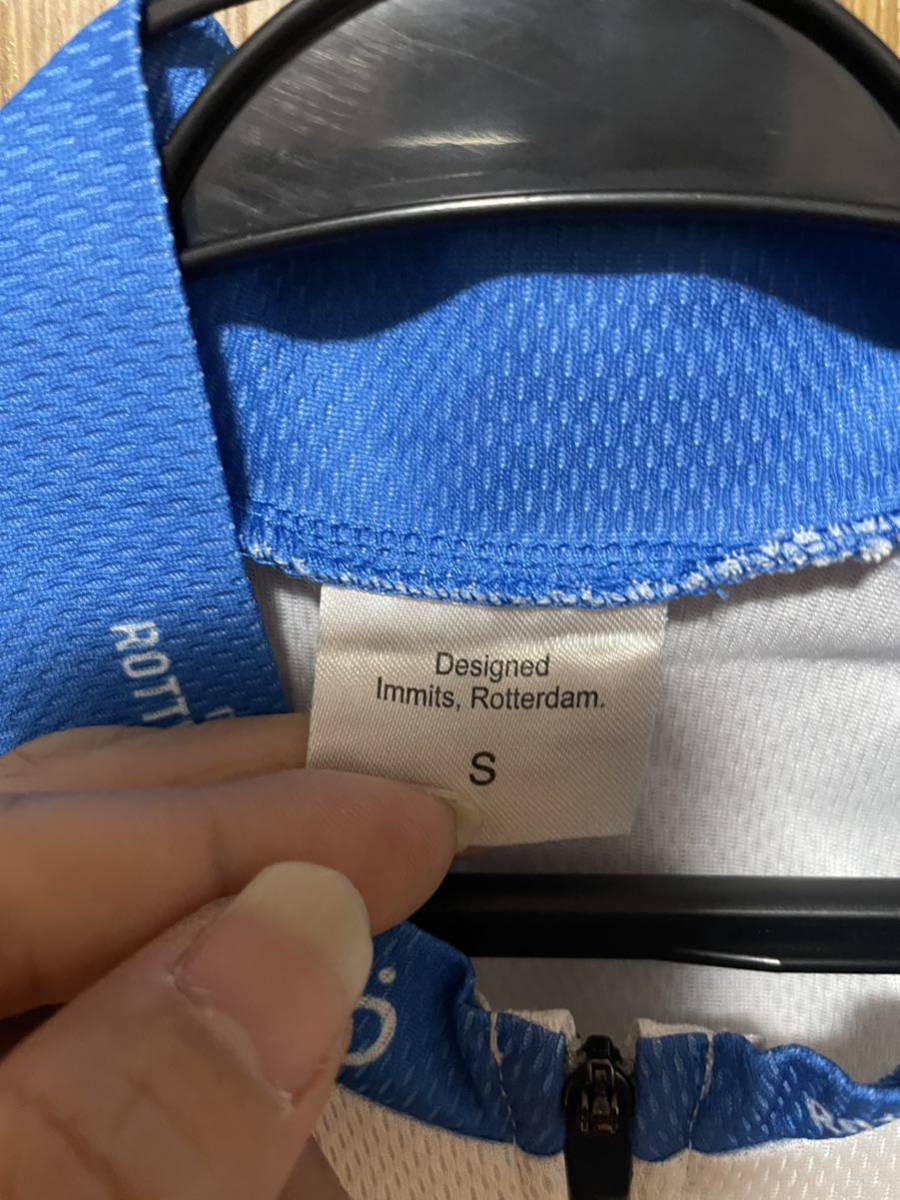 Designed
Immits, Rotterdam.
S